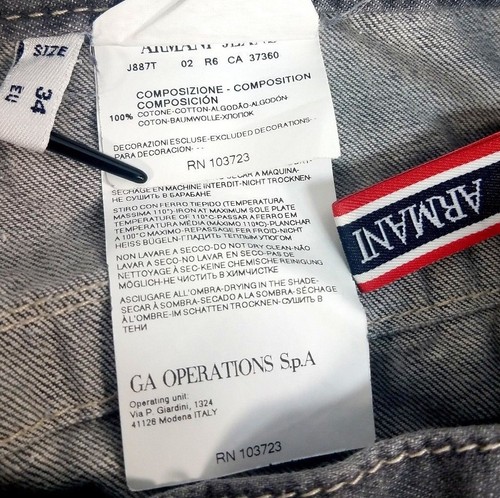 SIZE
34
EU
ARMANI JEANS
J887T 02 R6 CA 37360
COMPOSIZIONE - COMPOSITION
COMPOSICIÓN
100% COTONE-COTTON-ALGODÃO-ALGODÓN-
COTON-BAUMWOLLE-ХЛОПОК
DECORAZIONI ESCLUSE-EXCLUDED DECORATIONS-
PARA DECORACION-
RN 103723
SÉCHAGE EN MACHINE INTERDIT-NICHT TROCKNEN-
НЕ СУШИТЬ В БАРАБАНЕ
STIRO CON FERRO TIEPIDO (TEMPERATURA
MASSIMA 110°) IRON AT MAXIMUM SOLE PLATE
TEMPERATURE OF 110°C-PASSAR A FERRO EM
TEMPERATURA MÉDIA (MÁXIMO 110°C)-PLANCHAR
A 100°C MAXIMO-REPASSAGE FER FROID-NICHT
HEISS BÜGELN-ГЛАДИТЬ ТЕПЛЫМ УТЮГОМ
NON LAVARE A SECCO-DO NOT DRY CLEAN-NÃO
LAVAR A SECO-NO LAVAR EN SECO-PAS DE
NETTOYAGE À SEC-KEINE CHEMISCHE REINIGUNG
MÖGLICH-НЕ ЧИСТИТЬ В ХИМЧИСТКЕ
ASCIUGARE ALL'OMBRA-DRYING IN THE SHADE-
SECAR À SOMBRA-SECADO A LA SOMBRA-SÉCHAGE
À L'OMBRE-IM SCHATTEN TROCKNEN-СУШИТЬ В
ТЕНИ
GA OPERATIONS S.p.A
Operating unit:
Via P. Giardini, 1324
41126 Modena ITALY
RN 103723
ARMANI